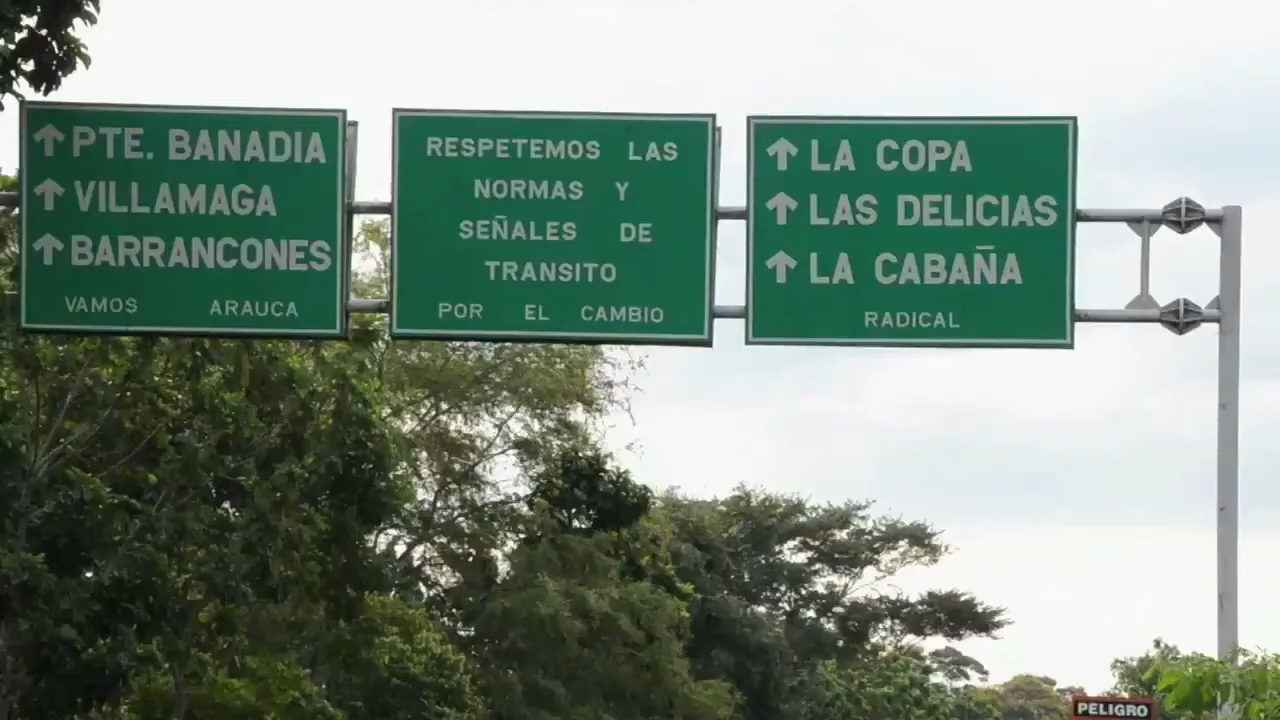 PTE. BANADIA
VILLAMAGA
BARRANCONES
VAMOS ARAUCA
RESPETEMOS LAS
NORMAS Y
SEÑALES DE
TRANSITO
POR EL CAMBIO
LA COPA
LAS DELICIAS
LA CABAÑA
RADICAL
PELIGRO